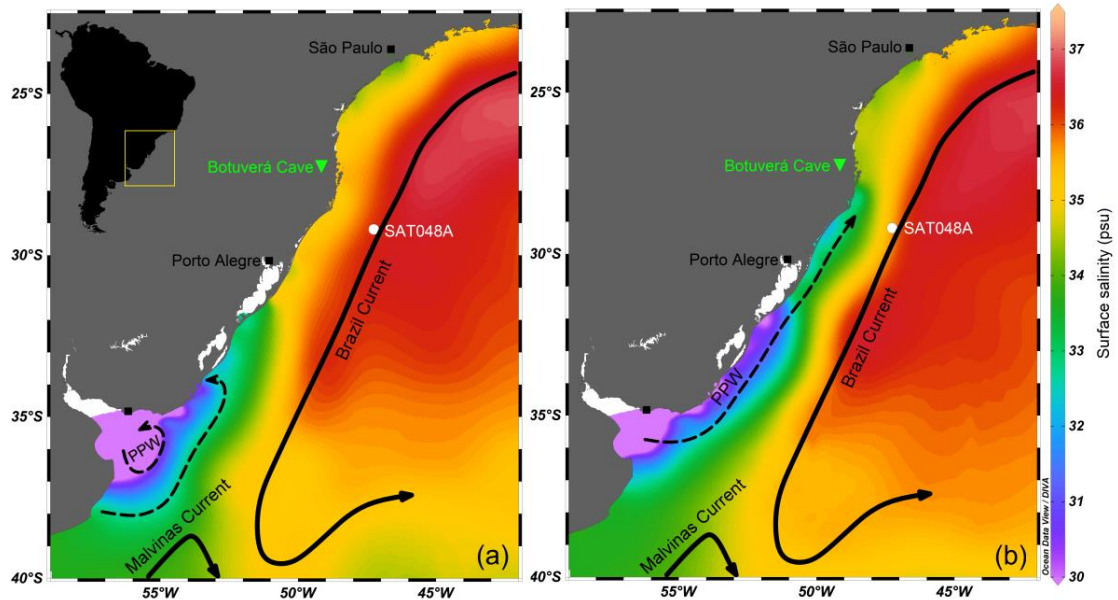 São Paulo
25°S
Botuverá Cave
SAT048A
30°S
Porto Alegre
Brazil Current
35°S
PPW
Malvinas Current
(a)
40°S
55°W
50°W
45°W
São Paulo
25°S
Botuverá Cave
SAT048A
30°S
Porto Alegre
Brazil Current
PPW
35°S
Malvinas Current
(b)
40°S
55°W
50°W
45°W
Ocean Data View / DIVA
37
36
35
34
33
32
31
30
Surface salinity (psu)